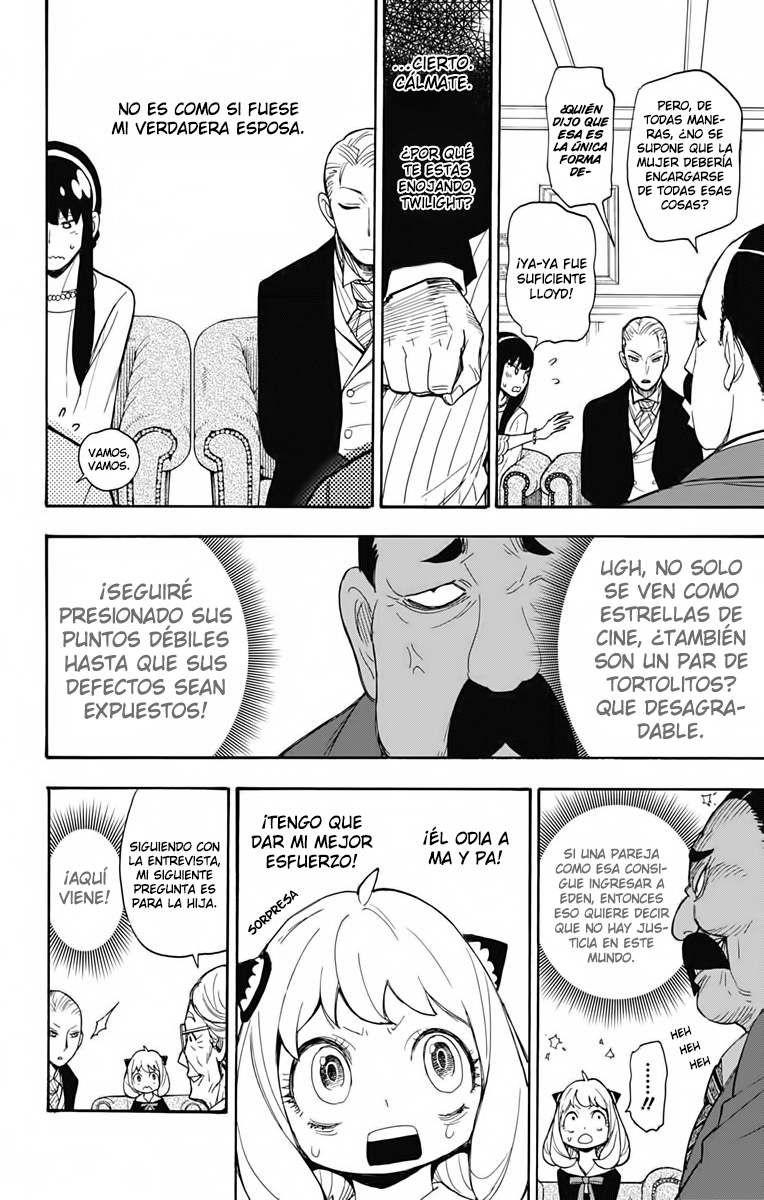 PERO, DE
TODAS MANE-
RAS, ¿NO SE
SUPONE QUE LA
MUJER DEBERÍA
ENCARGARSE
DE TODAS ESAS
COSAS?
¿QUIÉN
DIJO QUE
ESA ES
LA ÚNICA
FORMA
DE-
¡YA-YA FUE
SUFICIENTE
LLOYD!
...CIERTO.
CÁLMATE.
¿POR QUÉ
TE ESTAS
ENOJANDO,
TWILIGHT?
NO ES COMO SI FUESE
MI VERDADERA ESPOSA.
VAMOS,
VAMOS.
UGH, NO SOLO
SE VEN COMO
ESTRELLAS DE
CINE, ¿TAMBIÉN
SON UN PAR DE
TORTOLITOS?
QUE DESAGRA-
DABLE.
¡SEGUIRÉ
PRESIONADO SUS
PUNTOS DÉBILES
HASTA QUE SUS
DEFECTOS SEAN
EXPUESTOS!
SI UNA PAREJA
COMO ESA CONSI-
GUE INGRESAR A
EDEN, ENTONCES
ESO QUIERE DECIR
QUE NO HAY JUS-
TICIA EN ESTE
MUNDO.
HEH
HEH
HEH
......!!
¡ÉL ODIA A
MA Y PA!
¡TENGO QUE
DAR MI MEJOR
ESFUERZO!
SORPRESA
SIGUIENDO CON
LA ENTREVISTA,
MI SIGUIENTE
PREGUNTA ES
PARA LA HIJA.
¡AQUÍ
VIENE!